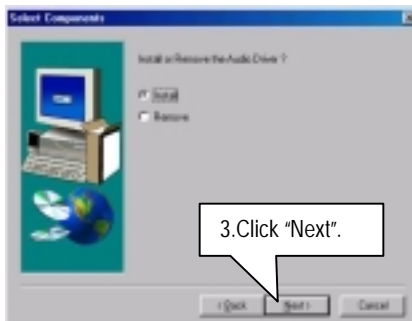 Select Components
Install or Remove the Audio Driver ?
Install
Remove
3.Click “Next”.
< Back Next > Cancel